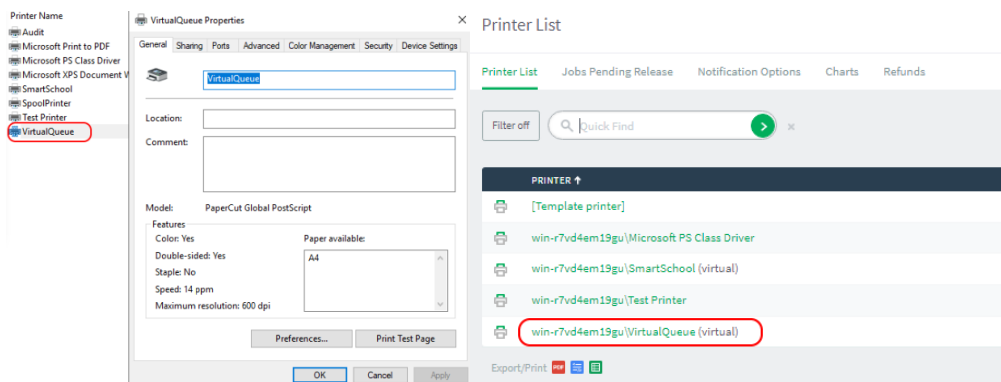 Printer Name
Audit
Microsoft Print to PDF
Microsoft PS Class Driver
Microsoft XPS Document W
SmartSchool
SpoolPrinter
Test Printer
VirtualQueue
VirtualQueue Properties
General Sharing Ports Advanced Color Management Security Device Settings
VirtualQueue
Location:
Comment:
Model: PaperCut Global PostScript
Features
Color: Yes
Paper available:
Double-sided: Yes
A4
Staple: No
Speed: 14 ppm
Maximum resolution: 600 dpi
Preferences... Print Test Page
OK Cancel Apply
Printer List
Printer List Jobs Pending Release Notification Options Charts Refunds
Filter off Quick Find
PRINTER
[Template printer]
win-r7vd4em19gu\Microsoft PS Class Driver
win-r7vd4em19gu\SmartSchool (virtual)
win-r7vd4em19gu\Test Printer
win-r7vd4em19gu\VirtualQueue (virtual)
Export/Print PDF